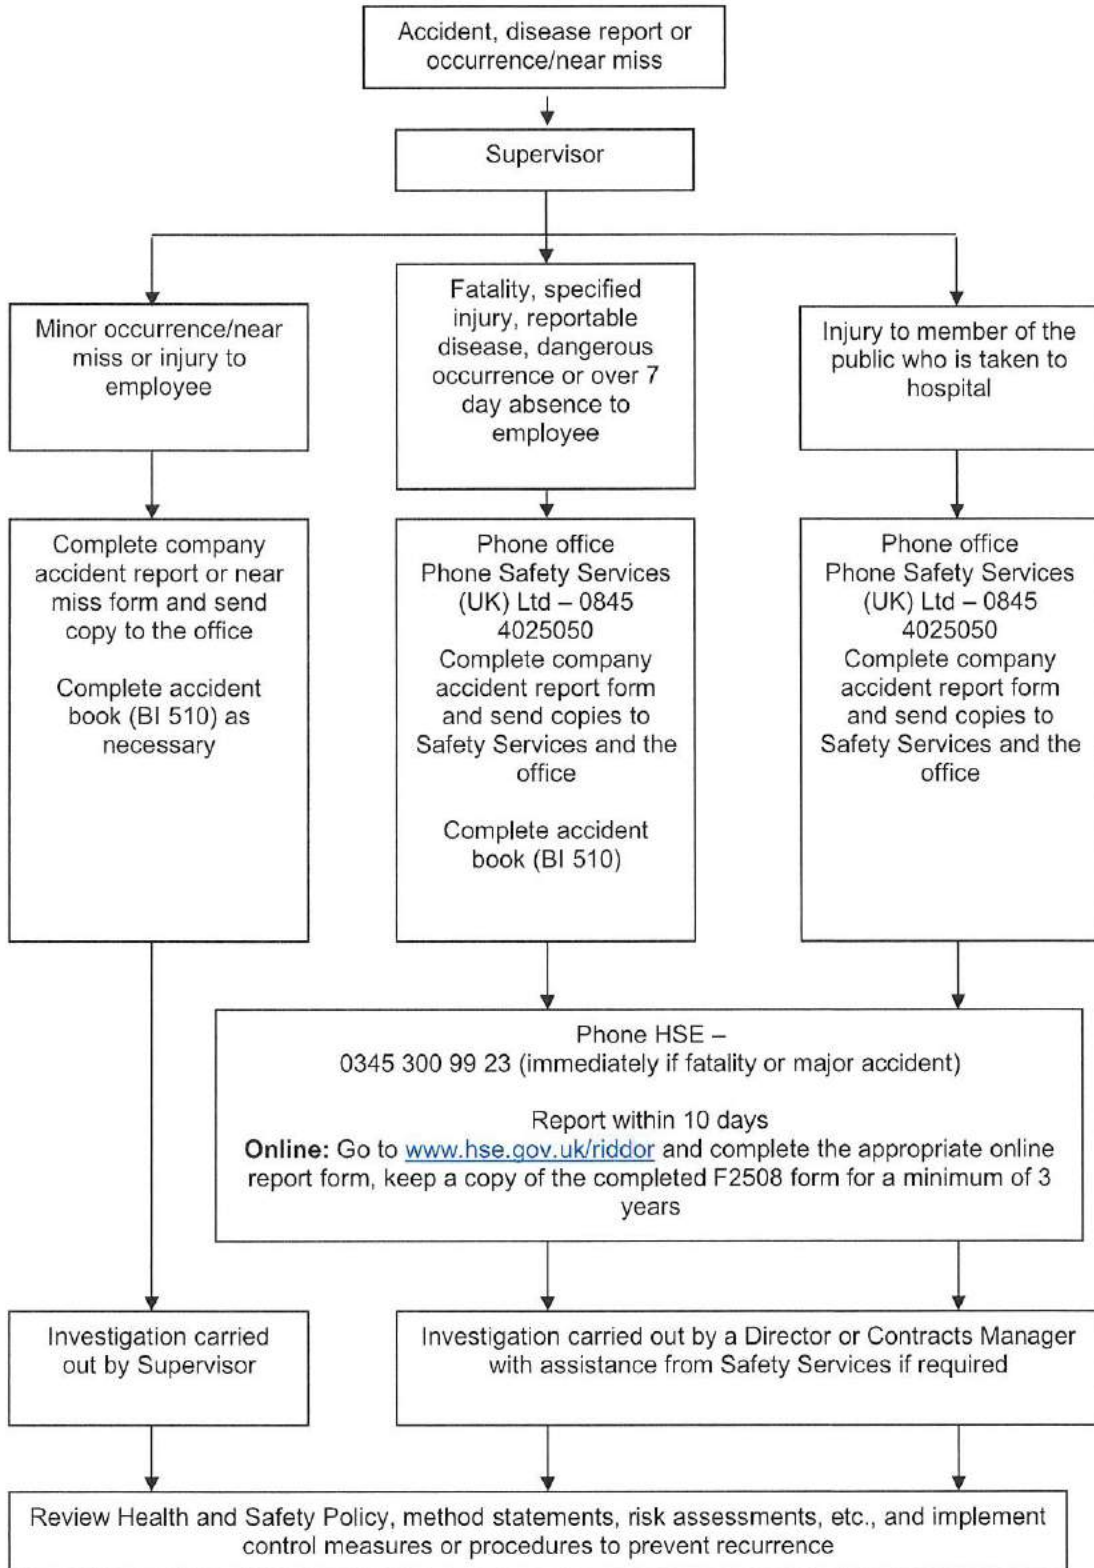 Accident, disease report or
occurrence/near miss
Supervisor
Minor occurrence/near
miss or injury to
employee
Fatality, specified
injury, reportable
disease, dangerous
occurrence or over 7
day absence to
employee
Injury to member of the
public who is taken to
hospital
Complete company
accident report or near
miss form and send
copy to the office
Complete accident
book (BI 510) as
necessary
Phone office
Phone Safety Services
(UK) Ltd – 0845
4025050
Complete company
accident report form
and send copies to
Safety Services and the
office
Complete accident
book (BI 510)
Phone office
Phone Safety Services
(UK) Ltd – 0845
4025050
Complete company
accident report form
and send copies to
Safety Services and the
office
Phone HSE –
0345 300 99 23 (immediately if fatality or major accident)
Report within 10 days
Online: Go to www.hse.gov.uk/riddor and complete the appropriate online
report form, keep a copy of the completed F2508 form for a minimum of 3
years
Investigation carried
out by Supervisor
Investigation carried out by a Director or Contracts Manager
with assistance from Safety Services if required
Review Health and Safety Policy, method statements, risk assessments, etc., and implement
control measures or procedures to prevent recurrence